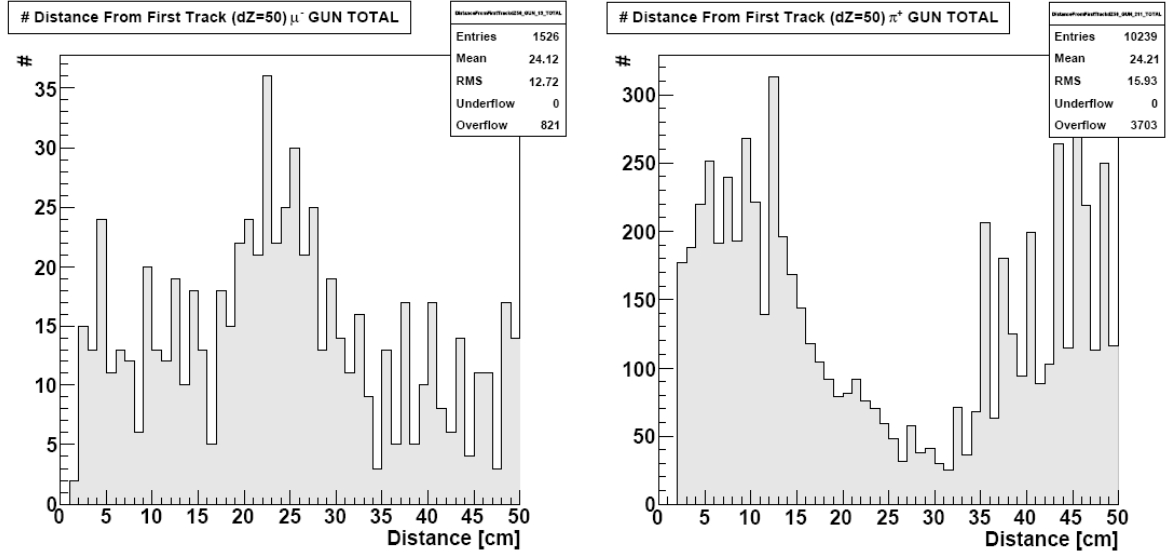 # Distance From First Track (dZ=50) μ⁻ GUN TOTAL
Entries 1526
Mean 24.12
RMS 12.72
Underflow 0
Overflow 821
#
35
30
25
20
15
10
5
0
0 5 10 15 20 25 30 35 40 45 50
Distance [cm]
# Distance From First Track (dZ=50) π⁺ GUN TOTAL
Entries 10239
Mean 24.21
RMS 15.93
Underflow 0
Overflow 3703
#
300
250
200
150
100
50
0
0 5 10 15 20 25 30 35 40 45 50
Distance [cm]